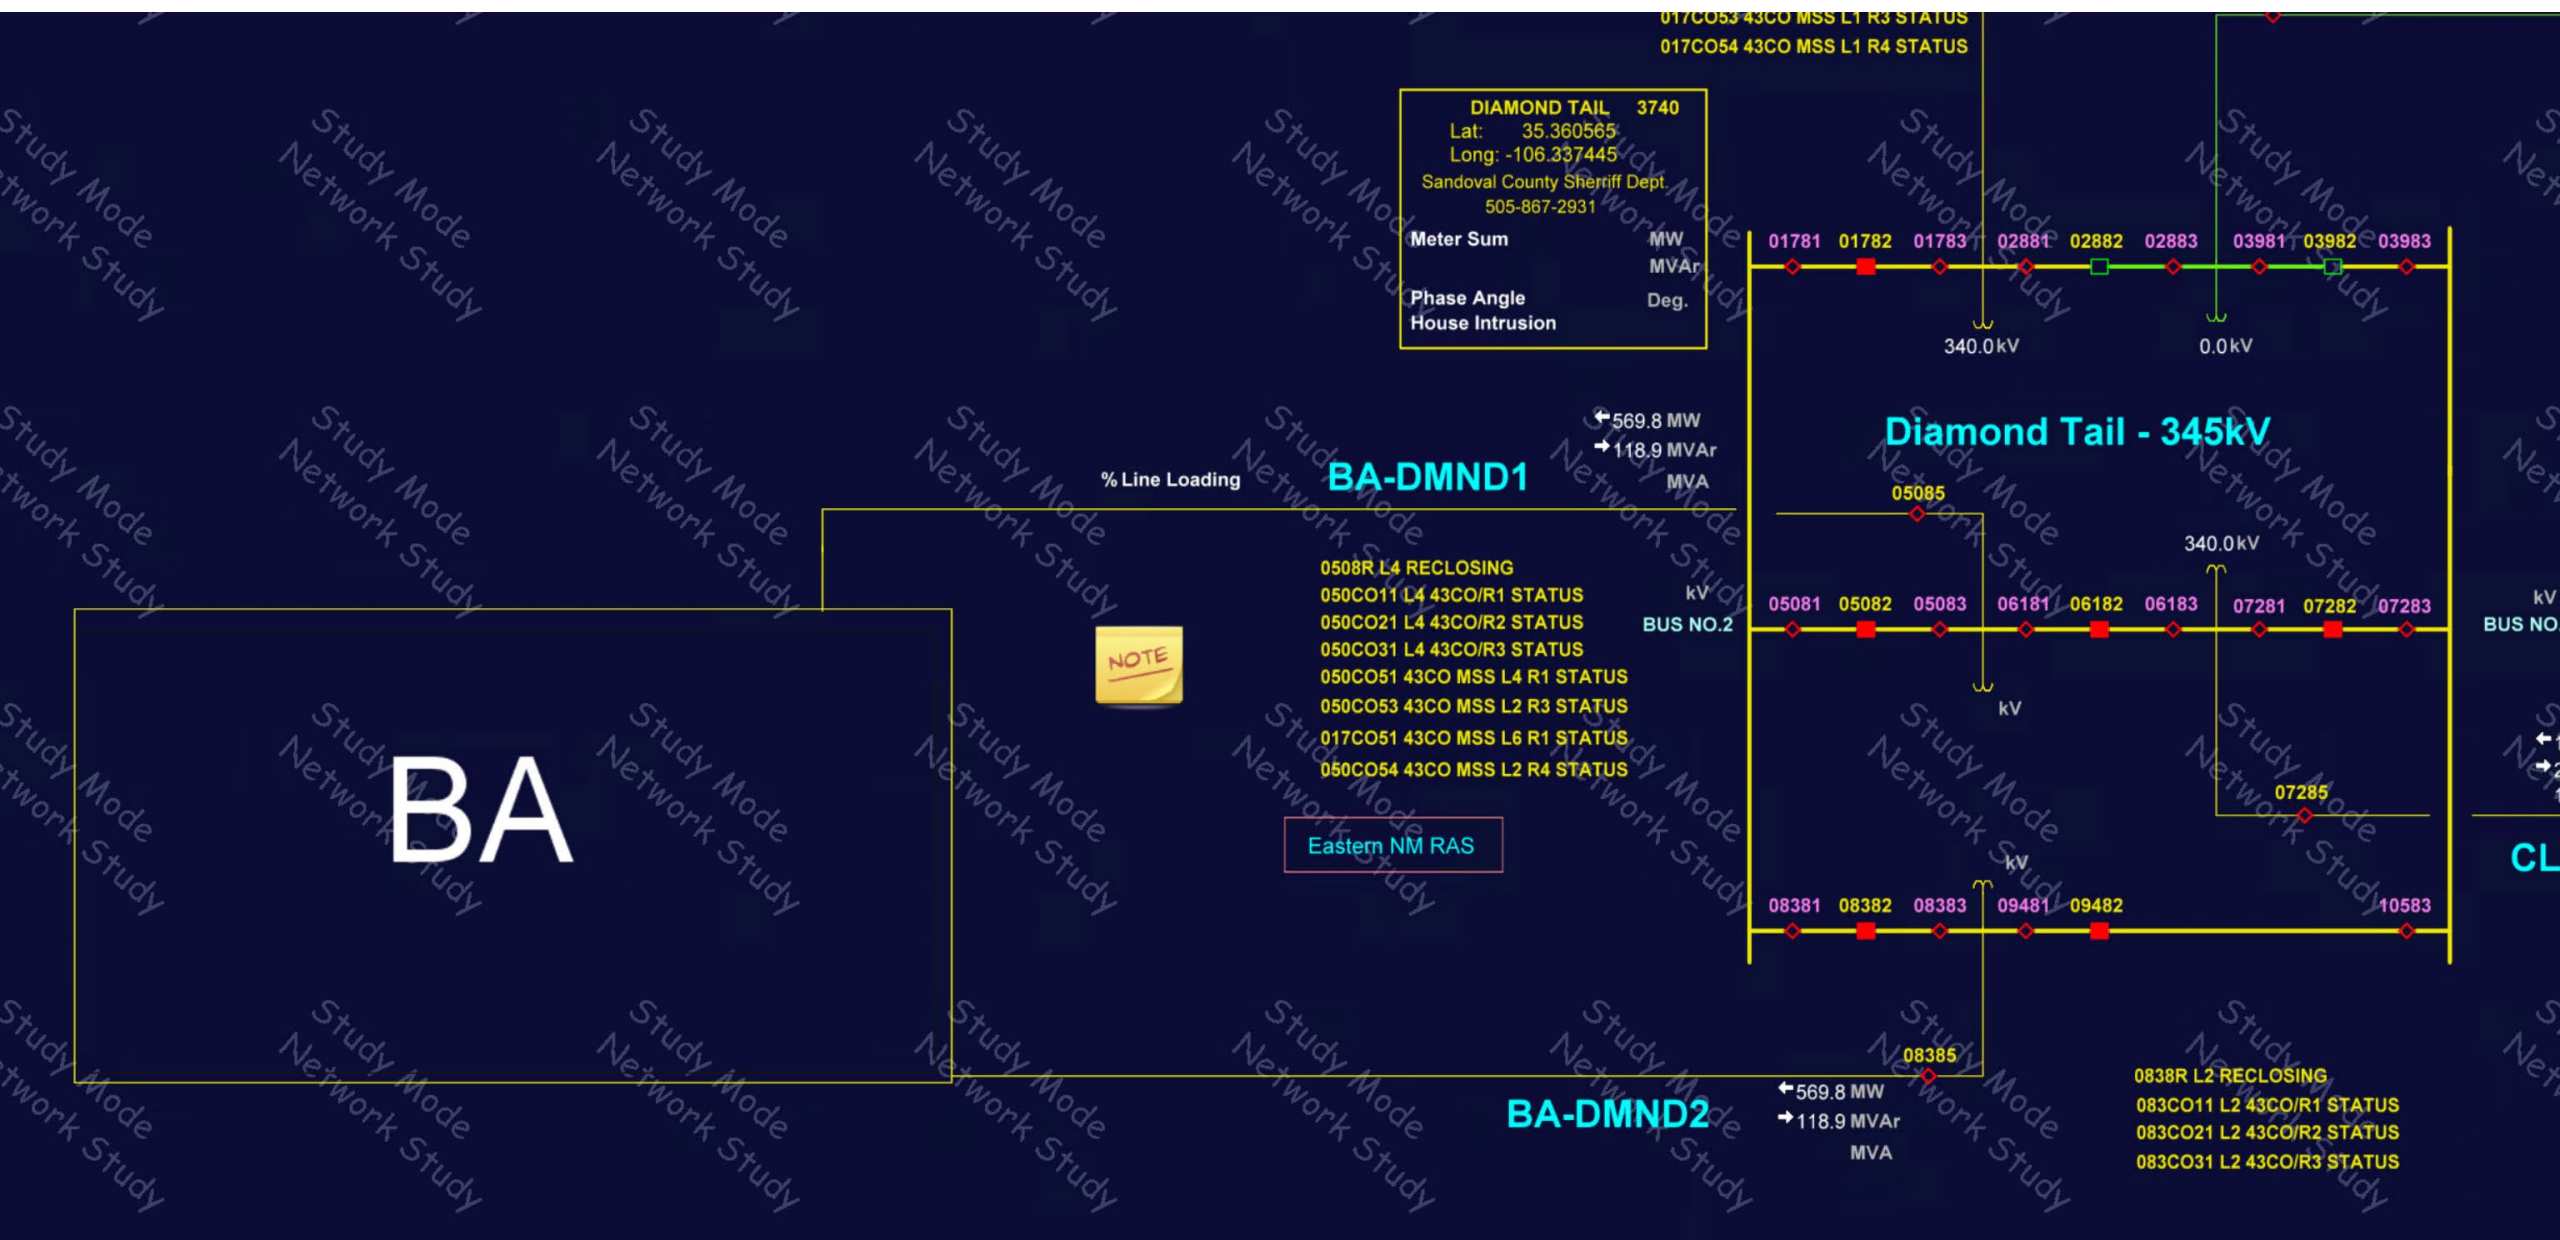 017CO53 43CO MSS L1 R3 STATUS
017CO54 43CO MSS L1 R4 STATUS
DIAMOND TAIL 3740
Lat: 35.360565
Long: -106.337445
Sandoval County Sherriff Dept.
505-867-2931
Meter Sum MW
MVAr
Phase Angle Deg.
House Intrusion
01781 01782 01783 02881 02882 02883 03981 03982 03983
340.0 kV 0.0 kV
Diamond Tail - 345kV
569.8 MW
118.9 MVAr
MVA
% Line Loading
BA-DMND1
05085
340.0 kV
0508R L4 RECLOSING
050CO11 L4 43CO/R1 STATUS
050CO21 L4 43CO/R2 STATUS
050CO31 L4 43CO/R3 STATUS
050CO51 43CO MSS L4 R1 STATUS
050CO53 43CO MSS L2 R3 STATUS
017CO51 43CO MSS L6 R1 STATUS
050CO54 43CO MSS L2 R4 STATUS
NOTE
kV
BUS NO.2
05081 05082 05083 06181 06182 06183 07281 07282 07283
kV
BUS NO.
kV
07285
BA
Eastern NM RAS
CL
kV
08381 08382 08383 09481 09482 10583
08385
BA-DMND2
569.8 MW
118.9 MVAr
MVA
0838R L2 RECLOSING
083CO11 L2 43CO/R1 STATUS
083CO21 L2 43CO/R2 STATUS
083CO31 L2 43CO/R3 STATUS
Study Mode
Network Study